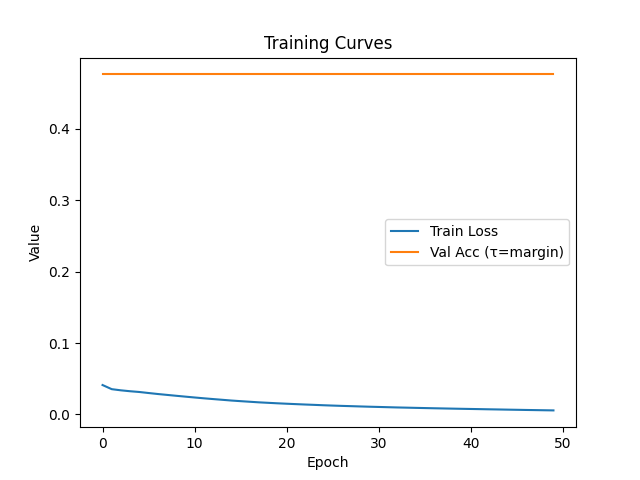 Training Curves
Value
0.4
0.3
0.2
0.1
0.0
Train Loss
Val Acc (τ=margin)
0 10 20 30 40 50
Epoch